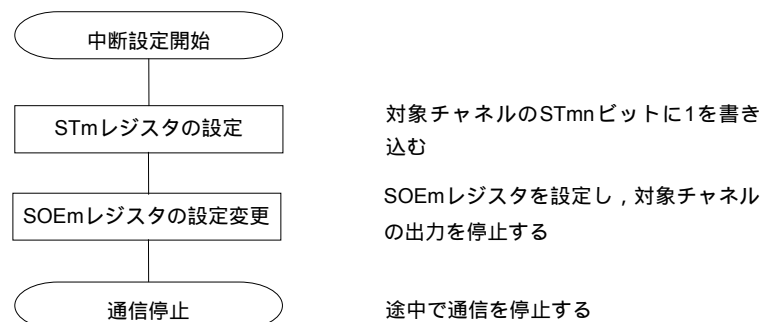 中断設定開始
STmレジスタの設定
対象チャネルのSTmnビットに1を書き
込む
SOEmレジスタの設定変更
SOEmレジスタを設定し，対象チャネル
の出力を停止する
通信停止
途中で通信を停止する